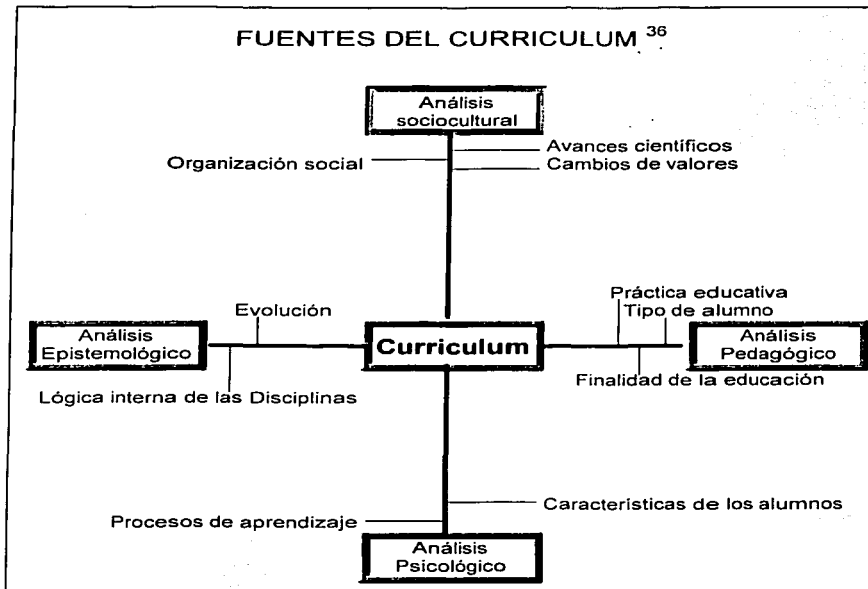 FUENTES DEL CURRICULUM 36
Análisis
sociocultural
Avances científicos
Organización social
Cambios de valores
Práctica educativa
Evolución
Tipo de alumno
Análisis
Epistemológico
Curriculum
Análisis
Pedagógico
Finalidad de la educación
Lógica interna de las Disciplinas
Características de los alumnos
Procesos de aprendizaje
Análisis
Psicológico